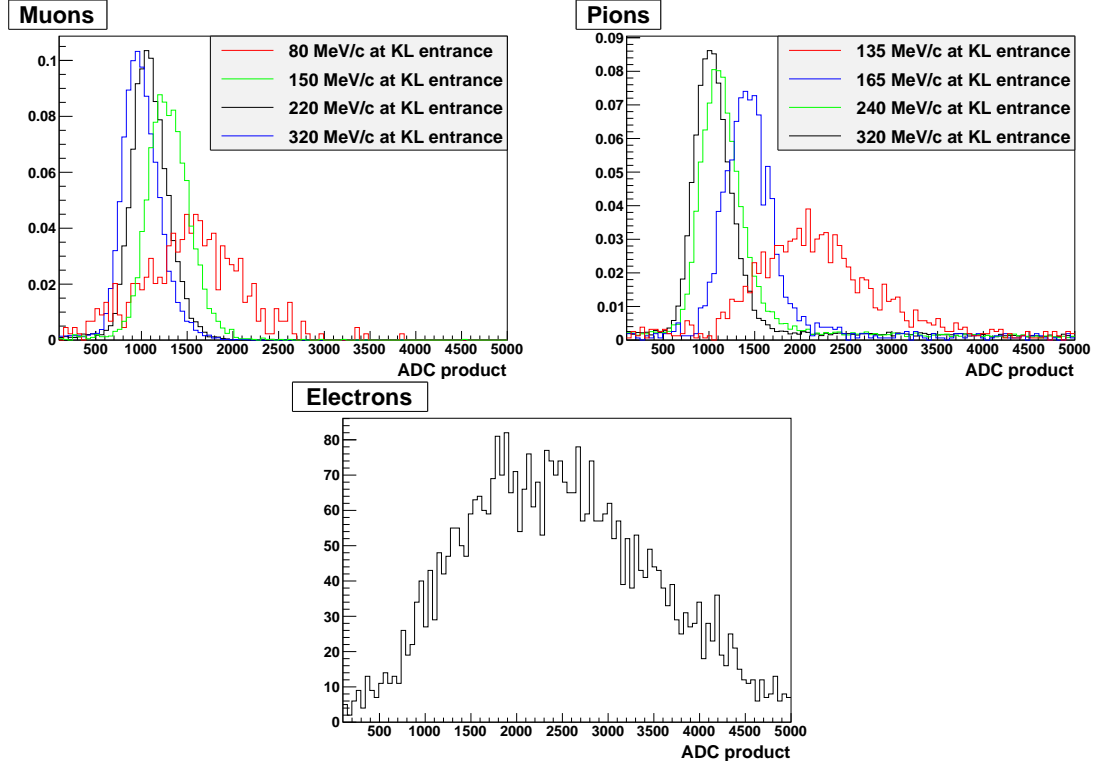 Muons
80 MeV/c at KL entrance
150 MeV/c at KL entrance
220 MeV/c at KL entrance
320 MeV/c at KL entrance
0.1
0.08
0.06
0.04
0.02
0
500 1000 1500 2000 2500 3000 3500 4000 4500 5000
ADC product
Pions
135 MeV/c at KL entrance
165 MeV/c at KL entrance
240 MeV/c at KL entrance
320 MeV/c at KL entrance
0.09
0.08
0.07
0.06
0.05
0.04
0.03
0.02
0.01
0
500 1000 1500 2000 2500 3000 3500 4000 4500 5000
ADC product
Electrons
80
70
60
50
40
30
20
10
0
500 1000 1500 2000 2500 3000 3500 4000 4500 5000
ADC product